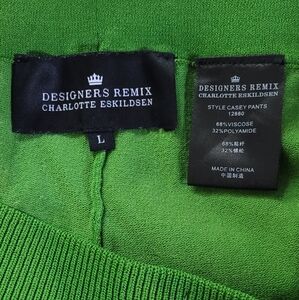 DESIGNERS REMIX
CHARLOTTE ESKILDSEN
L
DESIGNERS REMIX
CHARLOTTE ESKILDSEN
STYLE CASEY PANTS
12880
68%VISCOSE
32%POLYAMIDE
68%粘纤
32%锦纶
MADE IN CHINA
中国制造